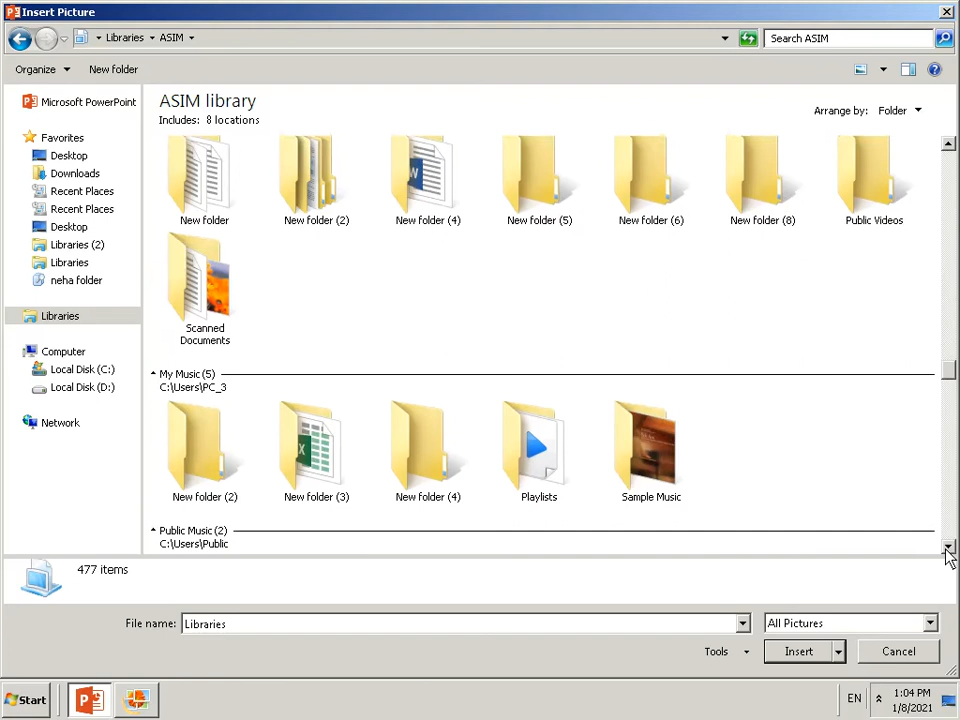 Insert Picture
Libraries ASIM
Search ASIM
Organize New folder
Microsoft PowerPoint
Favorites
Desktop
Downloads
Recent Places
Recent Places
Desktop
Libraries (2)
Libraries
neha folder
Libraries
Computer
Local Disk (C:)
Local Disk (D:)
Network
ASIM library
Includes: 8 locations
Arrange by: Folder
New folder
New folder (2)
New folder (4)
New folder (5)
New folder (6)
New folder (8)
Public Videos
Scanned
Documents
My Music (5)
C:\Users\PC_3
New folder (2)
New folder (3)
New folder (4)
Playlists
Sample Music
Public Music (2)
C:\Users\Public
477 items
File name: Libraries
All Pictures
Tools Insert Cancel
Start
EN
1:04 PM
1/8/2021